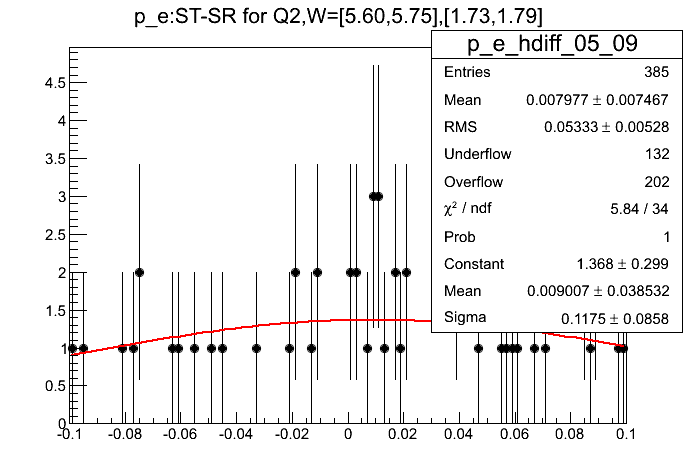 p_e:ST-SR for Q2,W=[5.60,5.75],[1.73,1.79]
p_e_hdiff_05_09
Entries 385
Mean 0.007977 ± 0.007467
RMS 0.05333 ± 0.00528
Underflow 132
Overflow 202
χ² / ndf 5.84 / 34
Prob 1
Constant 1.368 ± 0.299
Mean 0.009007 ± 0.038532
Sigma 0.1175 ± 0.0858
4.5
4
3.5
3
2.5
2
1.5
1
0.5
0
-0.1 -0.08 -0.06 -0.04 -0.02 0 0.02 0.04 0.06 0.08 0.1